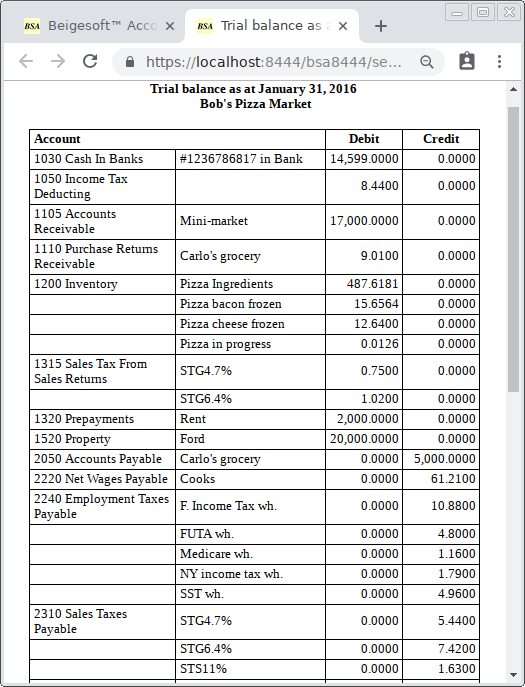 BSA Beigesoft™ Acco × BSA Trial balance as a × +
https://localhost:8444/bsa8444/se...
Trial balance as at January 31, 2016
Bob's Pizza Market
Account Debit Credit
1030 Cash In Banks #1236786817 in Bank 14,599.0000 0.0000
1050 Income Tax
Deducting 8.4400 0.0000
1105 Accounts
Receivable Mini-market 17,000.0000 0.0000
1110 Purchase Returns
Receivable Carlo's grocery 9.0100 0.0000
1200 Inventory Pizza Ingredients 487.6181 0.0000
Pizza bacon frozen 15.6564 0.0000
Pizza cheese frozen 12.6400 0.0000
Pizza in progress 0.0126 0.0000
1315 Sales Tax From
Sales Returns STG4.7% 0.7500 0.0000
STG6.4% 1.0200 0.0000
1320 Prepayments Rent 2,000.0000 0.0000
1520 Property Ford 20,000.0000 0.0000
2050 Accounts Payable Carlo's grocery 0.0000 5,000.0000
2220 Net Wages Payable Cooks 0.0000 61.2100
2240 Employment Taxes
Payable F. Income Tax wh. 0.0000 10.8800
FUTA wh. 0.0000 4.8000
Medicare wh. 0.0000 1.1600
NY income tax wh. 0.0000 1.7900
SST wh. 0.0000 4.9600
2310 Sales Taxes
Payable STG4.7% 0.0000 5.4400
STG6.4% 0.0000 7.4200
STS11% 0.0000 1.6300